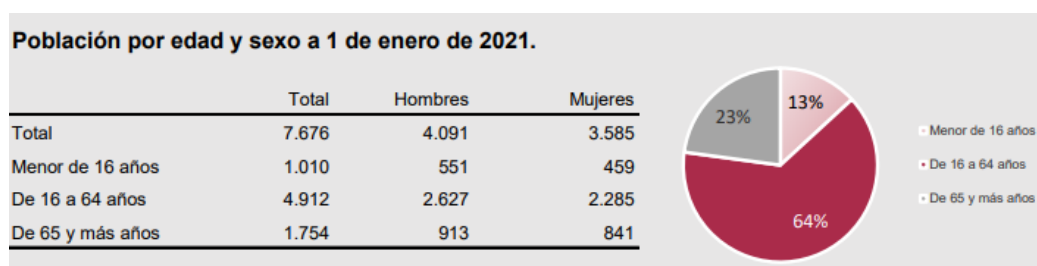 Población por edad y sexo a 1 de enero de 2021.
Total Hombres Mujeres
Total 7.676 4.091 3.585
Menor de 16 años 1.010 551 459
De 16 a 64 años 4.912 2.627 2.285
De 65 y más años 1.754 913 841
13%
23%
64%
Menor de 16 años
De 16 a 64 años
De 65 y más años